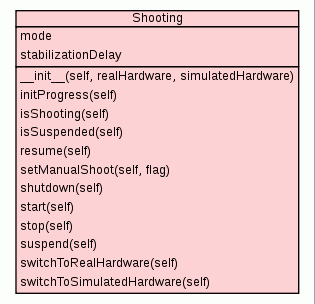 Shooting
mode
stabilizationDelay
__init__(self, realHardware, simulatedHardware)
initProgress(self)
isShooting(self)
isSuspended(self)
resume(self)
setManualShoot(self, flag)
shutdown(self)
start(self)
stop(self)
suspend(self)
switchToRealHardware(self)
switchToSimulatedHardware(self)